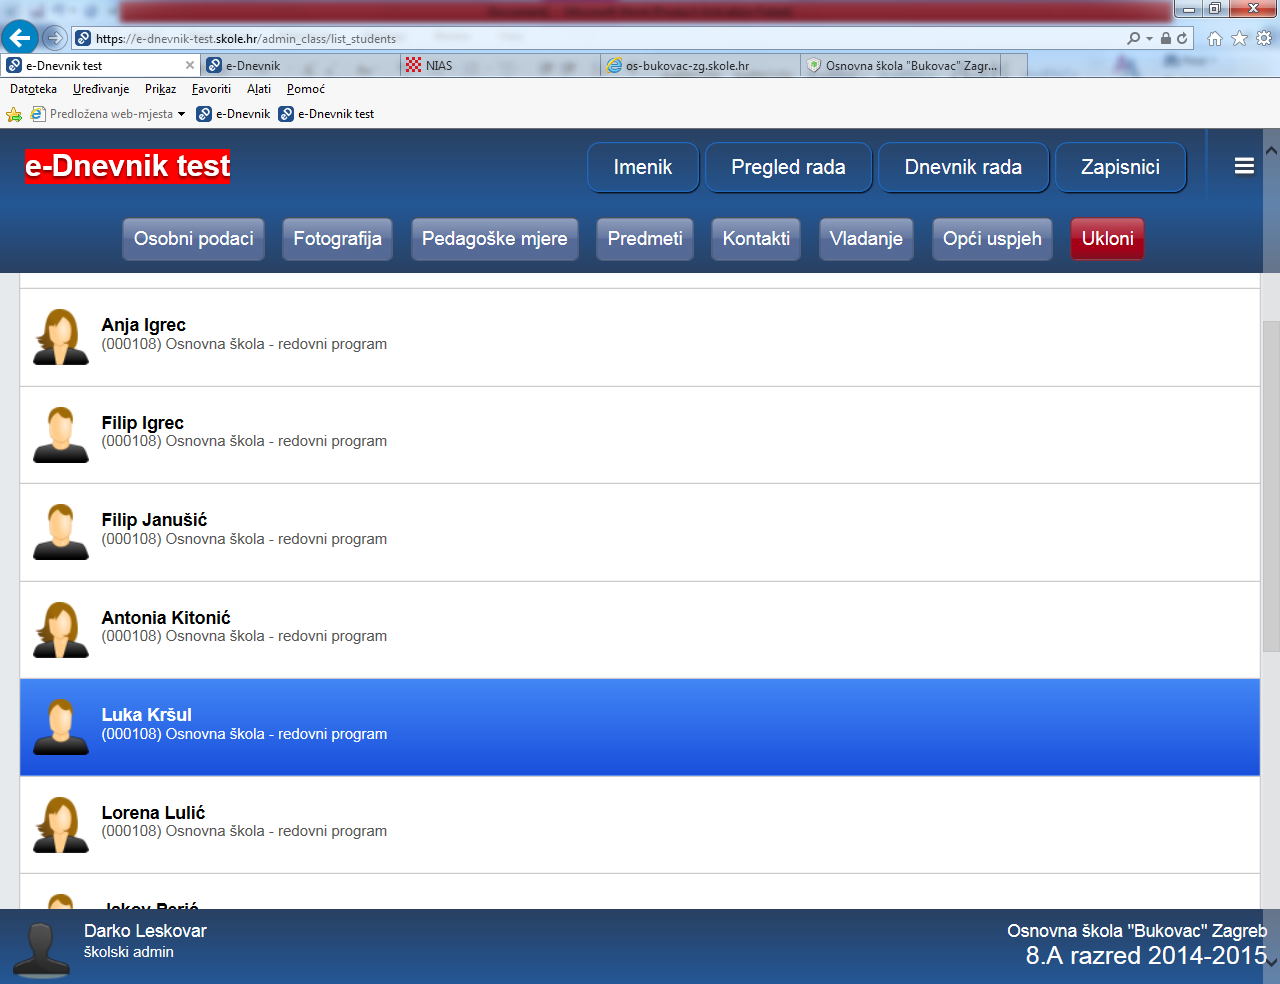 https://e-dnevnik-test.skole.hr/admin_class/list_students
e-Dnevnik test
e-Dnevnik
NIAS
os-bukovac-zg.skole.hr
Osnovna škola "Bukovac" Zagr...
Datoteka Uređivanje Prikaz Favoriti Alati Pomoć
Predložena web-mjesta e-Dnevnik e-Dnevnik test
e-Dnevnik test
Imenik
Pregled rada
Dnevnik rada
Zapisnici
Osobni podaci
Fotografija
Pedagoške mjere
Predmeti
Kontakti
Vladanje
Opći uspjeh
Ukloni
Anja Igrec
(000108) Osnovna škola - redovni program
Filip Igrec
(000108) Osnovna škola - redovni program
Filip Janušić
(000108) Osnovna škola - redovni program
Antonia Kitonić
(000108) Osnovna škola - redovni program
Luka Kršul
(000108) Osnovna škola - redovni program
Lorena Lulić
(000108) Osnovna škola - redovni program
Darko Leskovar
školski admin
Osnovna škola "Bukovac" Zagreb
8.A razred 2014-2015